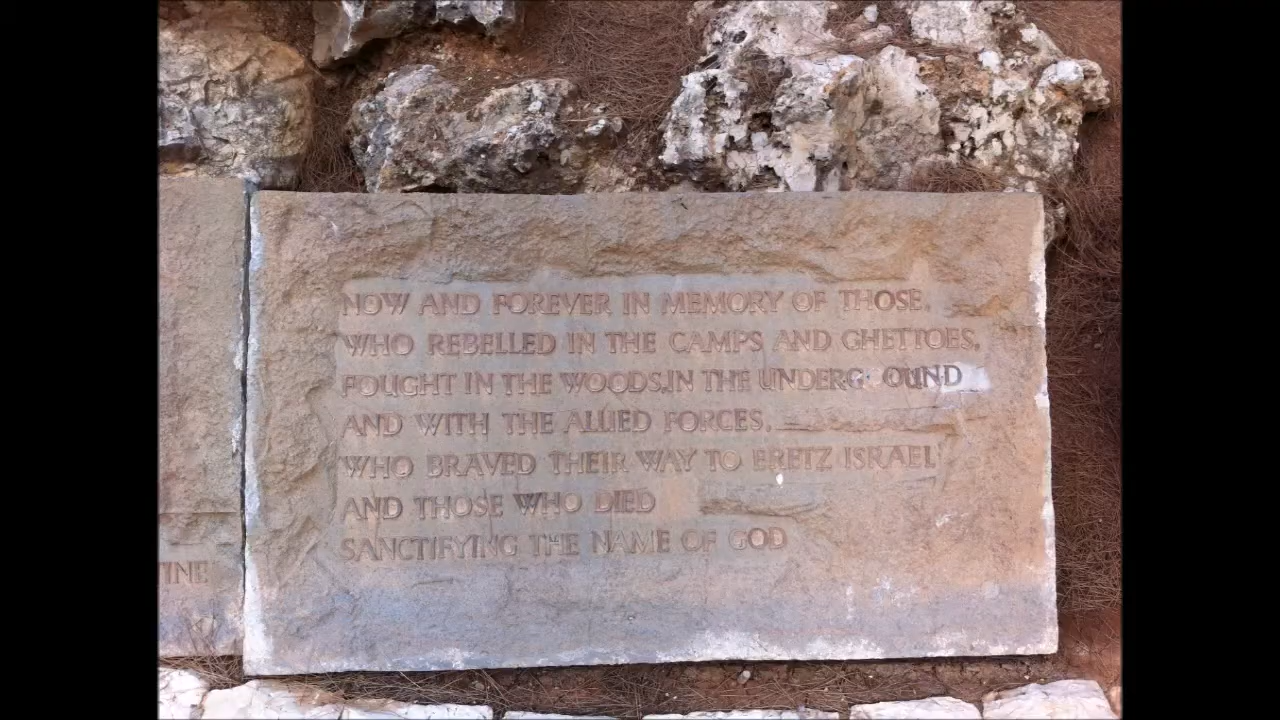 NOW AND FOREVER IN MEMORY OF THOSE,
WHO REBELLED IN THE CAMPS AND GHETTOES,
FOUGHT IN THE WOODS,IN THE UNDERG OUND
AND WITH THE ALLIED FORCES,
WHO BRAVED THEIR WAY TO ERETZ ISRAEL
AND THOSE WHO DIED
SANCTIFYING THE NAME OF GOD
TINE